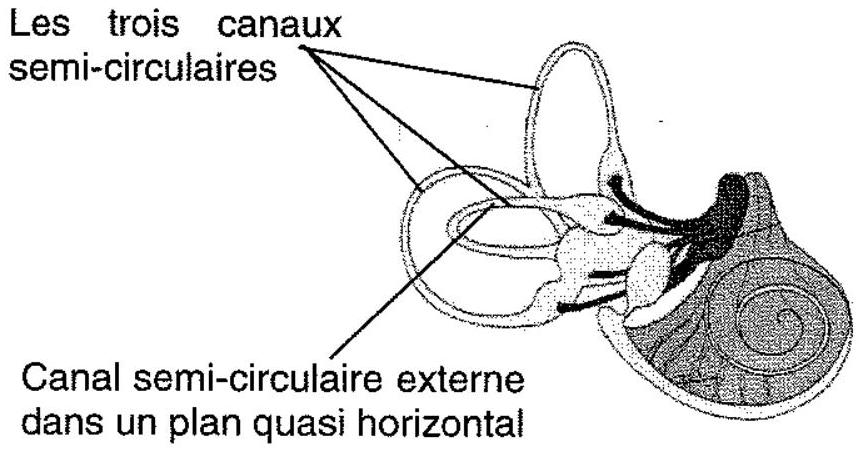 Les trois canaux
semi-circulaires
Canal semi-circulaire externe
dans un plan quasi horizontal